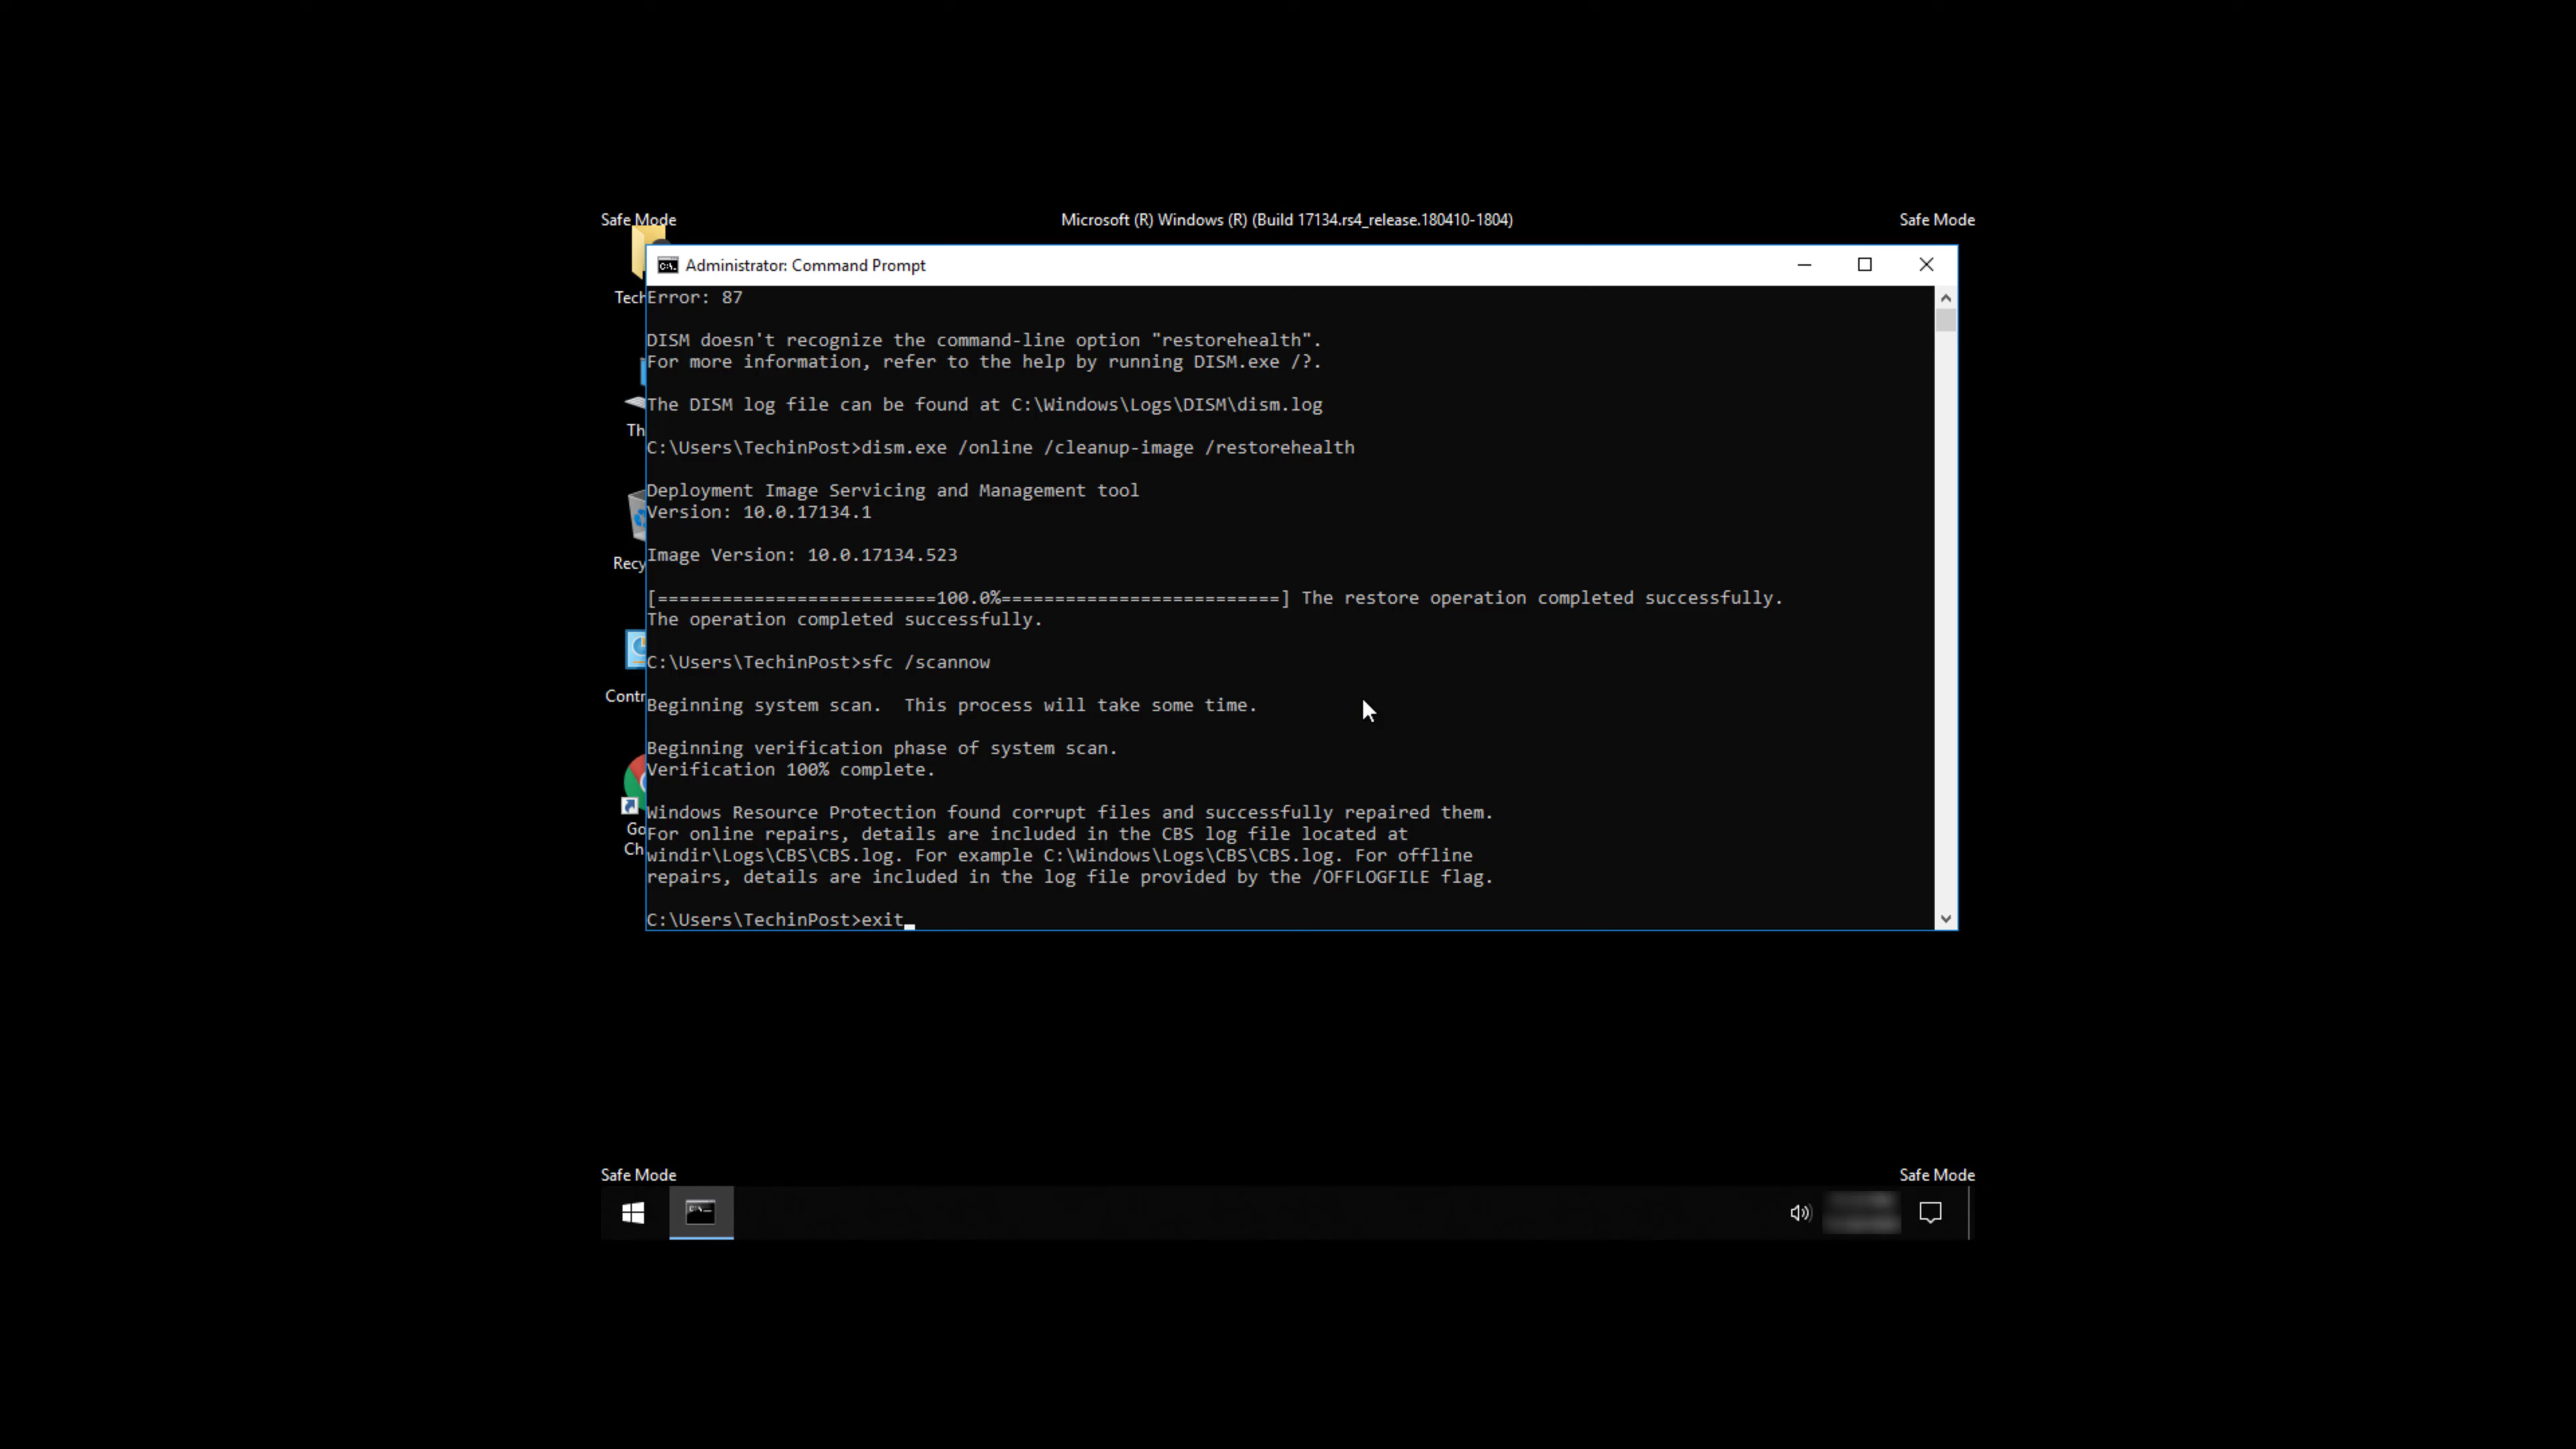 Safe Mode
Microsoft (R) Windows (R) (Build 17134.rs4_release.180410-1804)
Safe Mode
Administrator: Command Prompt
Tech
Error: 87
DISM doesn't recognize the command-line option "restorehealth".
For more information, refer to the help by running DISM.exe /?.
The DISM log file can be found at C:\Windows\Logs\DISM\dism.log
Th
C:\Users\TechinPost>dism.exe /online /cleanup-image /restorehealth
Deployment Image Servicing and Management tool
Version: 10.0.17134.1
Image Version: 10.0.17134.523
Recy
[==========================100.0%==========================] The restore operation completed successfully.
The operation completed successfully.
C:\Users\TechinPost>sfc /scannow
Contr
Beginning system scan.  This process will take some time.
Beginning verification phase of system scan.
Verification 100% complete.
Windows Resource Protection found corrupt files and successfully repaired them.
For online repairs, details are included in the CBS log file located at
windir\Logs\CBS\CBS.log. For example C:\Windows\Logs\CBS\CBS.log. For offline
repairs, details are included in the log file provided by the /OFFLOGFILE flag.
Go
Ch
C:\Users\TechinPost>exit
Safe Mode
Safe Mode